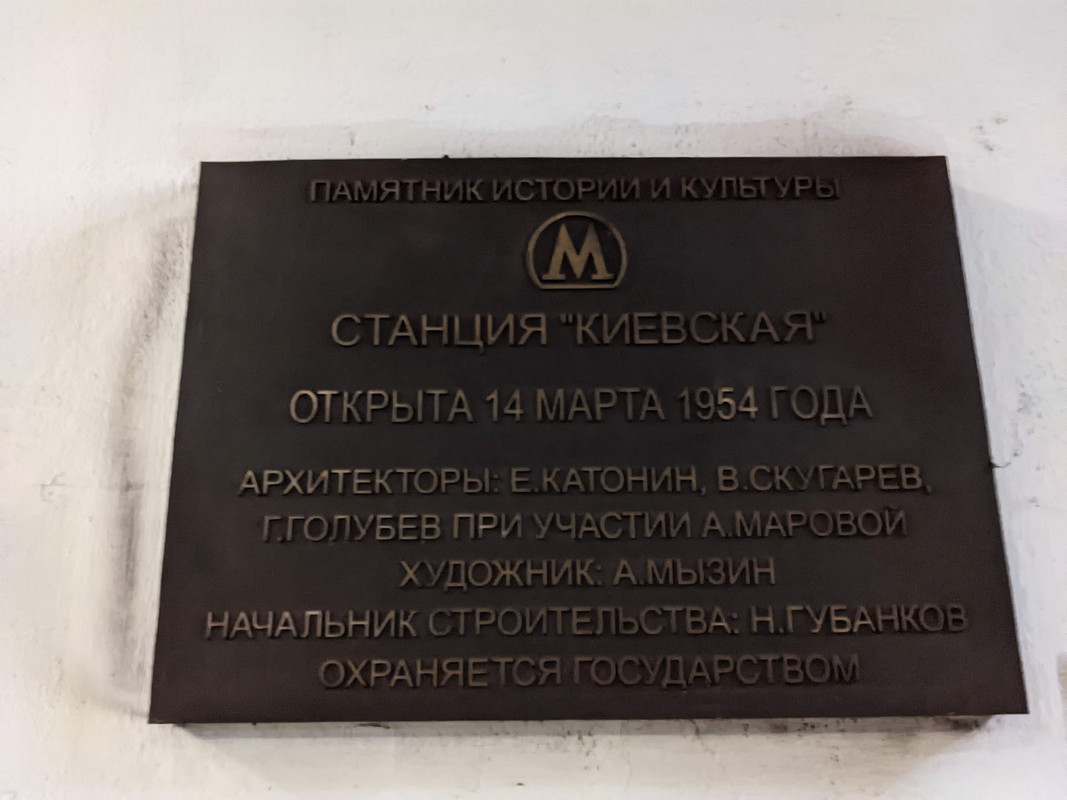 ПАМЯТНИК ИСТОРИИ И КУЛЬТУРЫ
М
СТАНЦИЯ "КИЕВСКАЯ"
ОТКРЫТА 14 МАРТА 1954 ГОДА
АРХИТЕКТОРЫ: Е.КАТОНИН, В.СКУГАРЕВ,
Г.ГОЛУБЕВ ПРИ УЧАСТИИ А.МАРОВОЙ
ХУДОЖНИК: А.МЫЗИН
НАЧАЛЬНИК СТРОИТЕЛЬСТВА: Н.ГУБАНКОВ
ОХРАНЯЕТСЯ ГОСУДАРСТВОМ